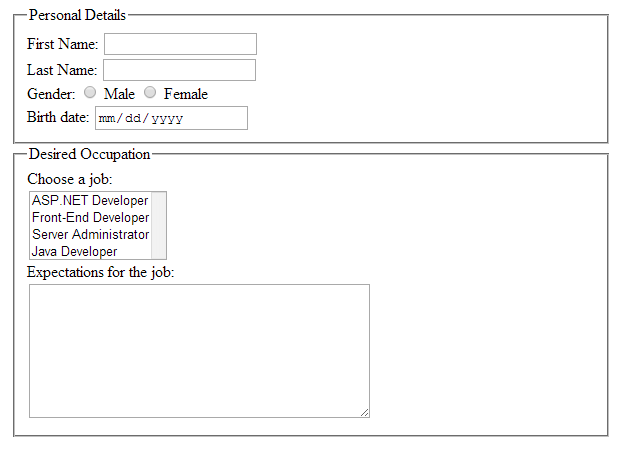 Personal Details
First Name:
Last Name:
Gender: Male Female
Birth date: mm/dd/yyyy
Desired Occupation
Choose a job:
ASP.NET Developer
Front-End Developer
Server Administrator
Java Developer
Expectations for the job: